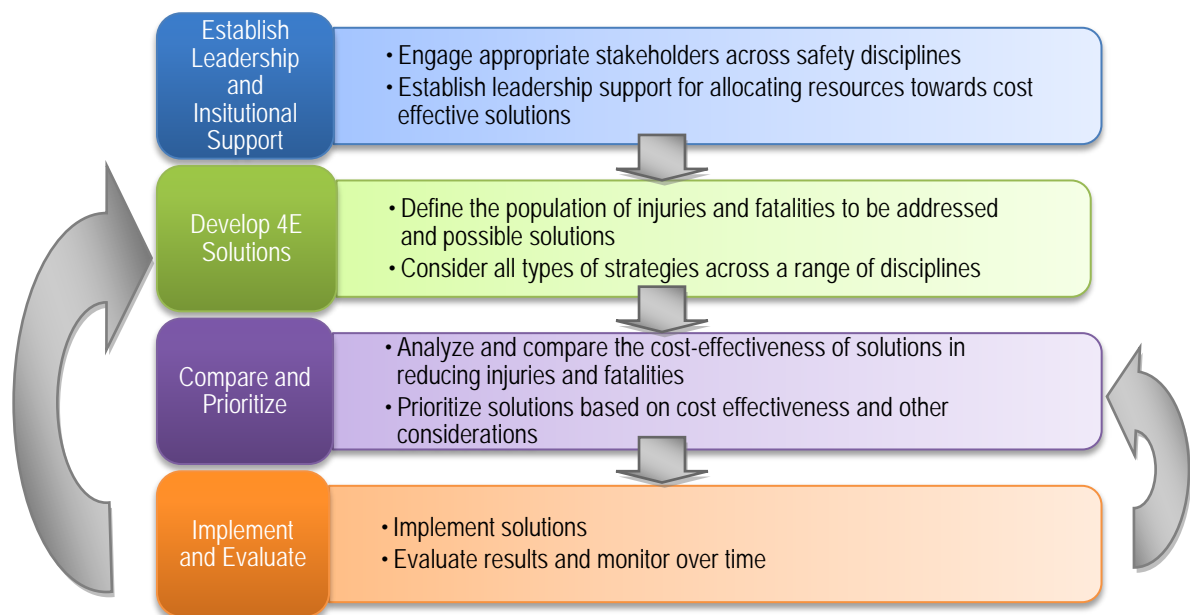 Establish
Leadership
and
Insitutional
Support
• Engage appropriate stakeholders across safety disciplines
• Establish leadership support for allocating resources towards cost
effective solutions
Develop 4E
Solutions
• Define the population of injuries and fatalities to be addressed
and possible solutions
• Consider all types of strategies across a range of disciplines
Compare and
Prioritize
• Analyze and compare the cost-effectiveness of solutions in
reducing injuries and fatalities
• Prioritize solutions based on cost effectiveness and other
considerations
Implement
and Evaluate
• Implement solutions
• Evaluate results and monitor over time